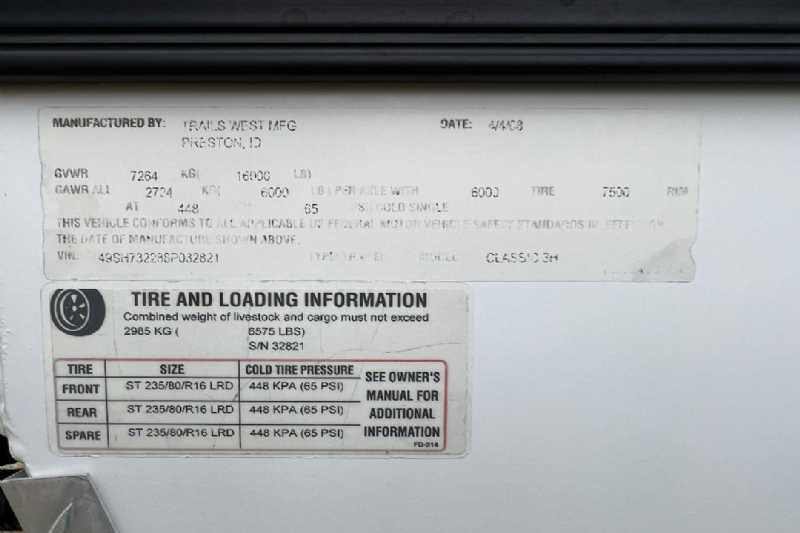 MANUFACTURED BY: TRAILS WEST MFG DATE: 4/4/08
PRESTON, ID
GVWR 7264 KG( 16000 LBS)
GAWR ALL 2724 KG( 6000 LBS) PER AXLE WITH 6000 TIRE 7500 RIM
AT 448 65 PSI COLD SINGLE
THIS VEHICLE CONFORMS TO ALL APPLICABLE FEDERAL MOTOR VEHICLE SAFETY STANDARDS IN EFFECT ON
THE DATE OF MANUFACTURE SHOWN ABOVE.
VIN: MODEL CLASSIC 3H
TIRE AND LOADING INFORMATION
Combined weight of livestock and cargo must not exceed
2985 KG ( 6575 LBS)
S/N 32821
TIRE SIZE COLD TIRE PRESSURE
FRONT ST 235/80/R16 LRD 448 KPA (65 PSI)
REAR ST 235/80/R16 LRD 448 KPA (65 PSI)
SPARE ST 235/80/R16 LRD 448 KPA (65 PSI)
SEE OWNER'S
MANUAL FOR
ADDITIONAL
INFORMATION